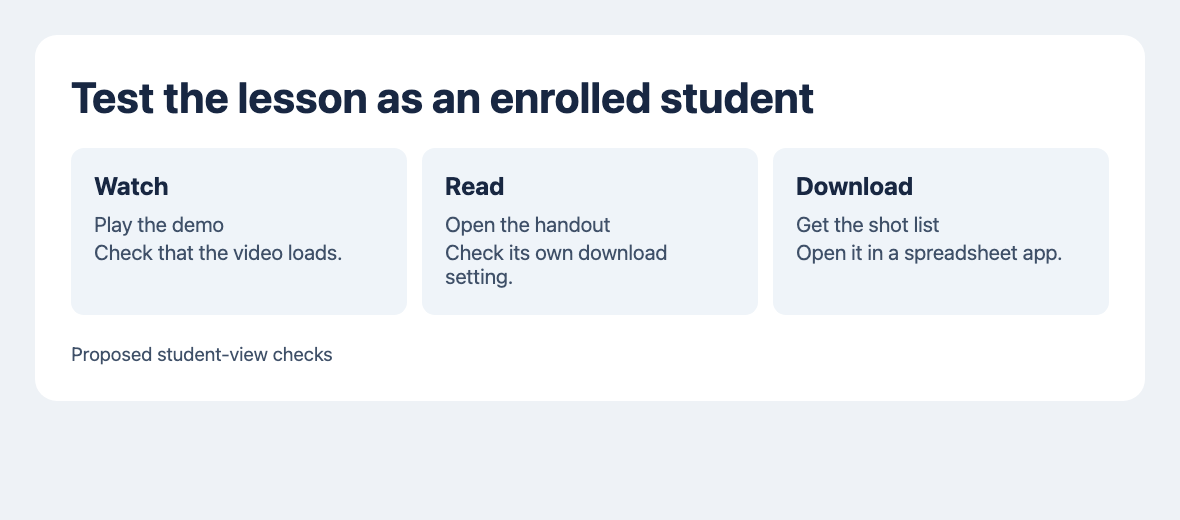 Test the lesson as an enrolled student
Watch
Play the demo
Check that the video loads.
Read
Open the handout
Check its own download
setting.
Download
Get the shot list
Open it in a spreadsheet app.
Proposed student-view checks